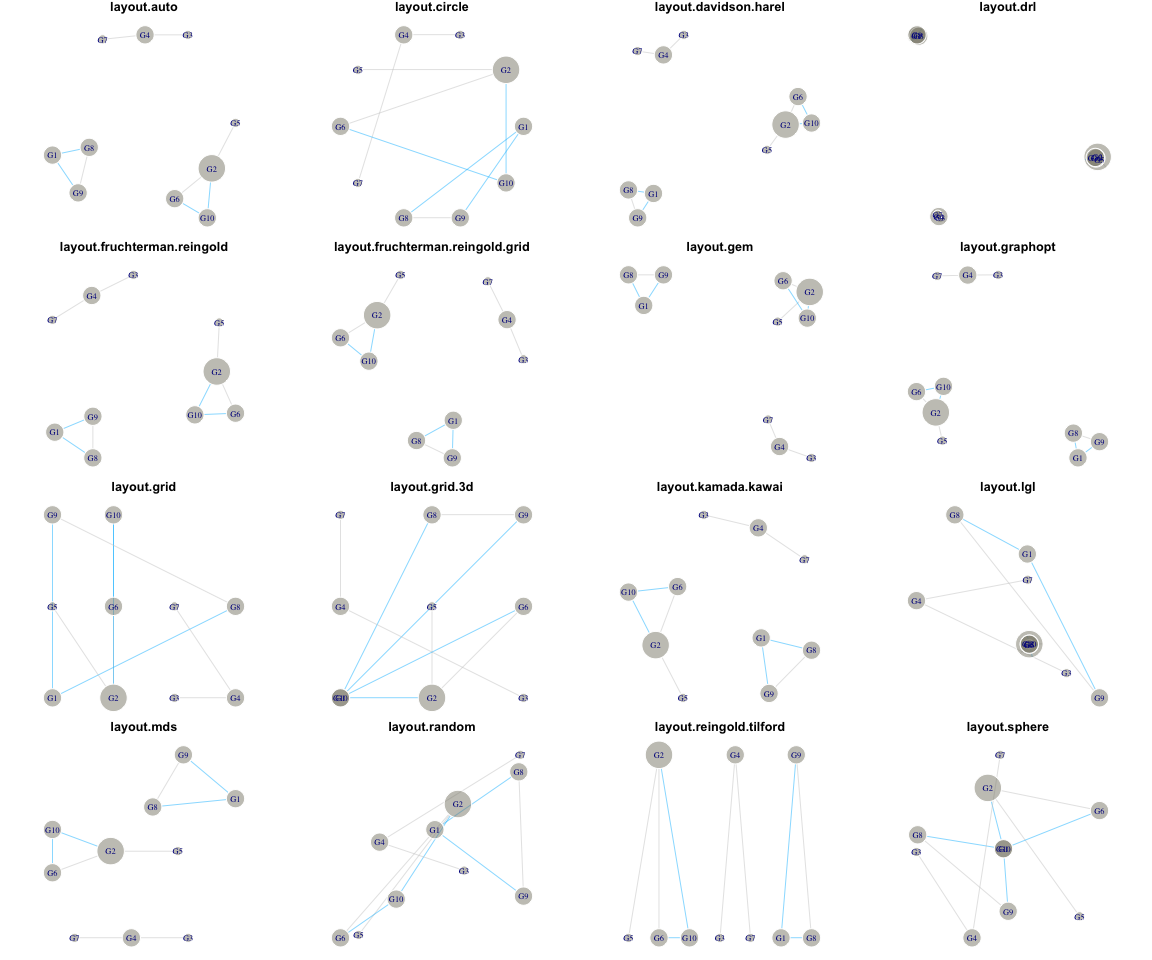 layout.auto
layout.circle
layout.davidson.harel
layout.drl
G7 G4 G3
G1 G8 G9
G5 G2 G6 G10
G4 G3
G5 G2
G6 G1
G7 G10
G8 G9
G3 G7 G4
G6 G2 G10 G5
G8 G1 G9
layout.fruchterman.reingold
layout.fruchterman.reingold.grid
layout.gem
layout.graphopt
G3 G4 G7
G5 G2 G10 G6
G9 G1 G8
G5 G2 G6 G10
G7 G4 G3
G1 G8 G9
G8 G9 G1
G6 G2 G5 G10
G7 G4 G3
G7 G4 G3
G6 G10 G2 G5
G8 G9 G1
layout.grid
layout.grid.3d
layout.kamada.kawai
layout.lgl
G9 G10
G5 G6 G7 G8
G1 G2 G3 G4
G7 G8 G9
G4 G5 G6
G2 G3
G3 G4 G7
G10 G6 G2 G5
G1 G8 G9
G8 G1 G7 G4
G3 G9
layout.mds
layout.random
layout.reingold.tilford
layout.sphere
G9 G8 G1
G10 G2 G5 G6
G7 G4 G3
G7 G8 G2 G1 G4
G3 G10 G9 G6 G5
G2 G4 G9
G5 G6 G10 G3 G7 G1 G8
G7 G2 G6 G8 G3
G9 G5 G4